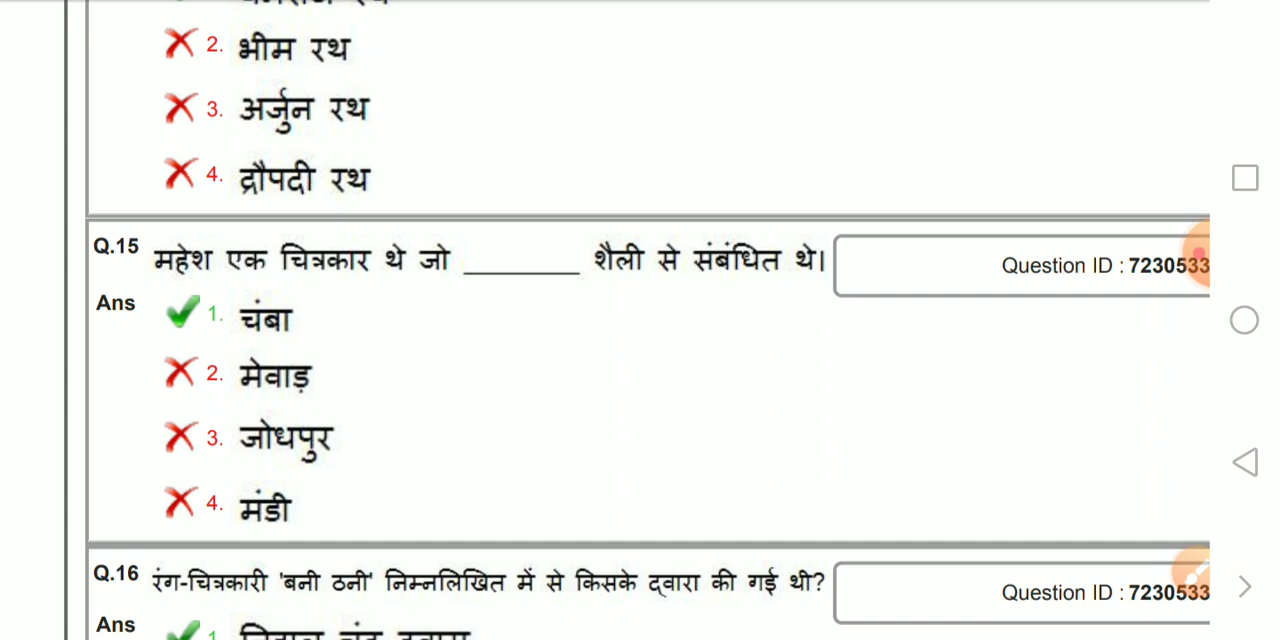 2. भीम रथ
3. अर्जुन रथ
4. द्रौपदी रथ
Q.15 महेश एक चित्रकार थे जो ________ शैली से संबंधित थे। Question ID : 7230533
Ans 1. चंबा
2. मेवाड़
3. जोधपुर
4. मंडी
Q.16 रंग-चित्रकारी 'बनी ठनी' निम्नलिखित में से किसके द्वारा की गई थी? Question ID : 7230533
Ans 1.